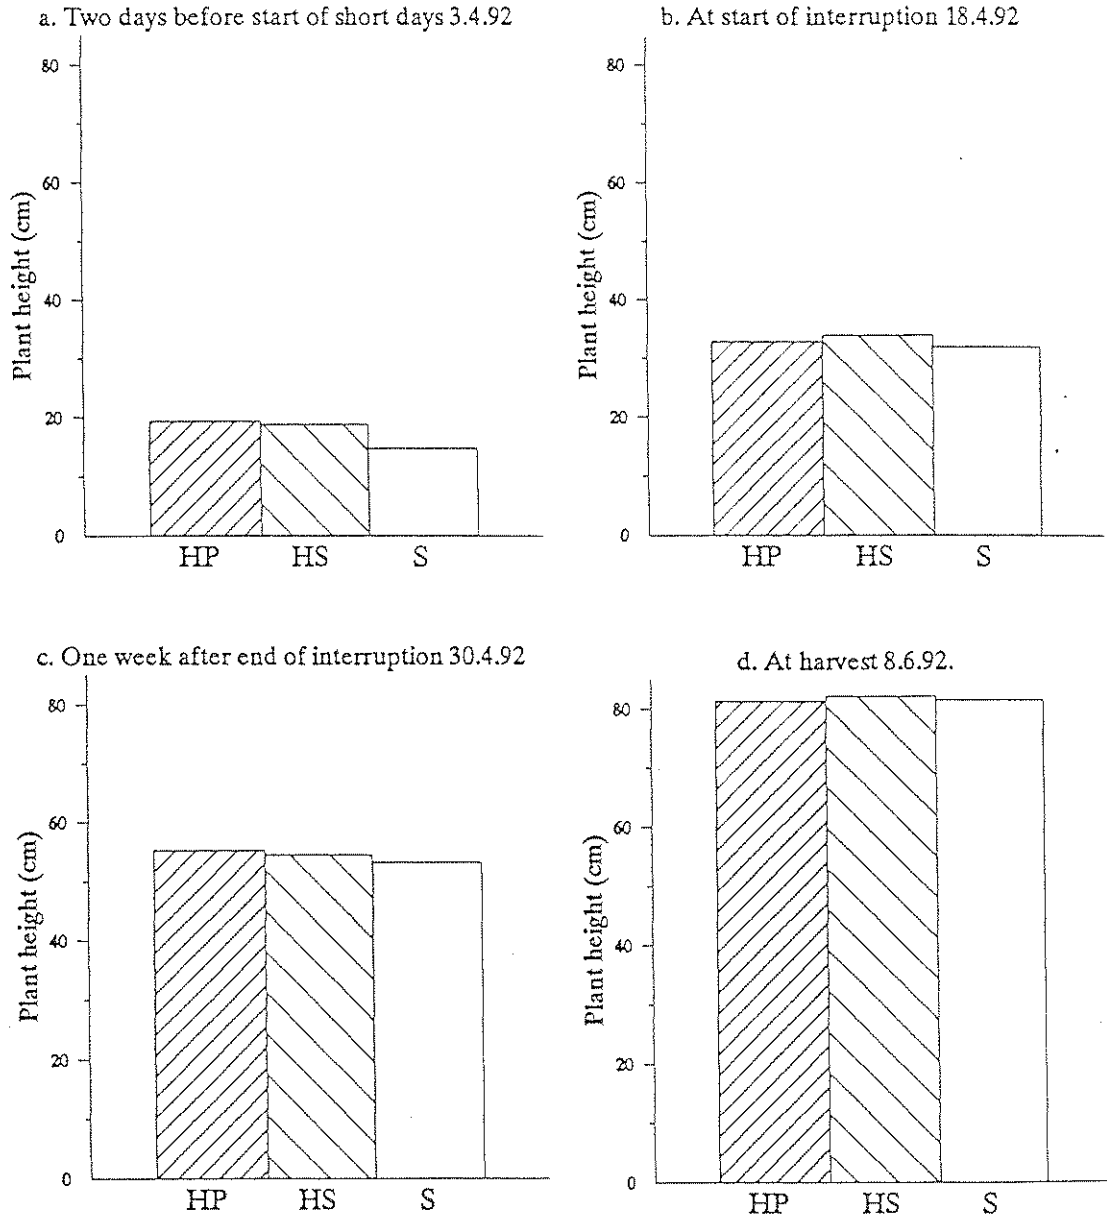 a. Two days before start of short days 3.4.92
80
60
40
20
0
Plant height (cm)
HP HS S
b. At start of interruption 18.4.92
80
60
40
20
0
Plant height (cm)
HP HS S
c. One week after end of interruption 30.4.92
80
60
40
20
0
Plant height (cm)
HP HS S
d. At harvest 8.6.92.
80
60
40
20
0
Plant height (cm)
HP HS S